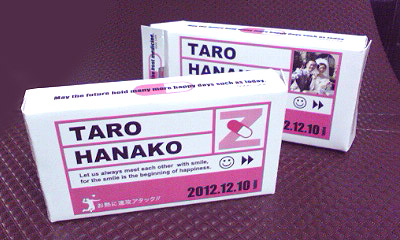 TARO
HANAKO
2.12.10
May the future hold many more happy days such as today.
TARO
HANAKO
Let us always meet each other with smile,
for the smile is the beginning of happiness.
2012.12.10
お熱に速攻アタック!!